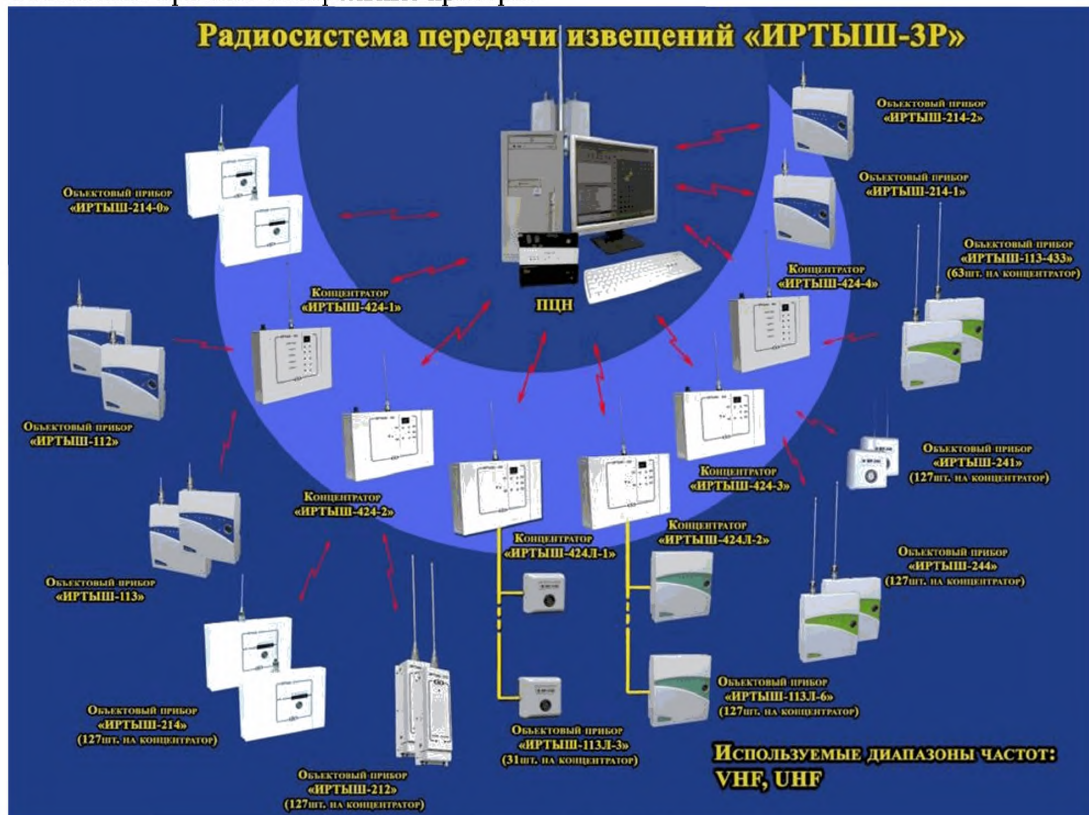 Радиосистема передачи извещений «ИРТЫШ-3Р»
Объектовый прибор
«ИРТЫШ-214-2»
Объектовый прибор
«ИРТЫШ-214-1»
Объектовый прибор
«ИРТЫШ-214-0»
Объектовый прибор
«ИРТЫШ-113-433»
(63шт. на концентратор)
Концентратор
«ИРТЫШ-424-1»
Концентратор
«ИРТЫШ-424-4»
ПЦН
Объектовый прибор
«ИРТЫШ-112»
Объектовый прибор
«ИРТЫШ-241»
(127шт. на концентратор)
Концентратор
«ИРТЫШ-424-2»
Концентратор
«ИРТЫШ-424-3»
Концентратор
«ИРТЫШ-424Л-1»
Концентратор
«ИРТЫШ-424Л-2»
Объектовый прибор
«ИРТЫШ-244»
(127шт. на концентратор)
Объектовый прибор
«ИРТЫШ-113»
Объектовый прибор
«ИРТЫШ-214»
(127шт. на концентратор)
Объектовый прибор
«ИРТЫШ-113Л-6»
(127шт. на концентратор)
Объектовый прибор
«ИРТЫШ-113Л-3»
(31шт. на концентратор)
Объектовый прибор
«ИРТЫШ-212»
(127шт. на концентратор)
Используемые диапазоны частот:
VHF, UHF